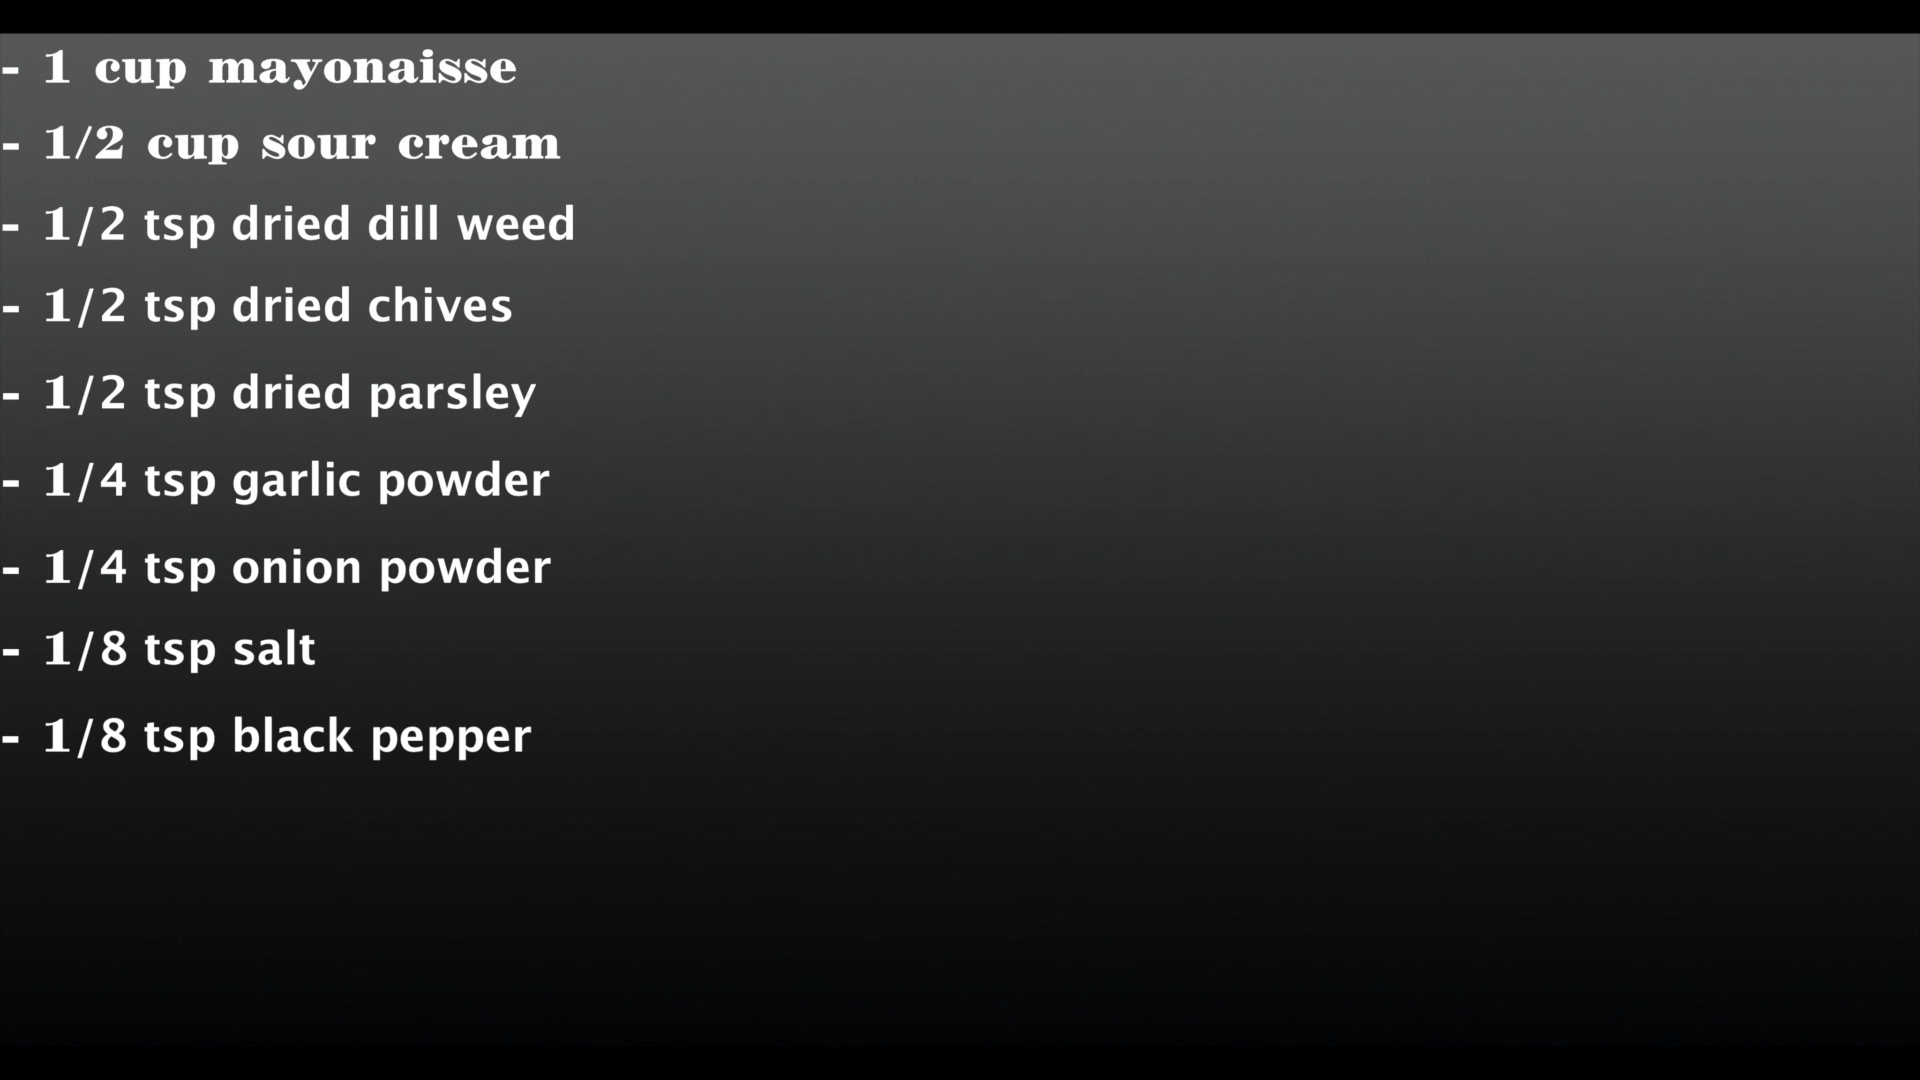 - 1 cup mayonaisse
- 1/2 cup sour cream
- 1/2 tsp dried dill weed
- 1/2 tsp dried chives
- 1/2 tsp dried parsley
- 1/4 tsp garlic powder
- 1/4 tsp onion powder
- 1/8 tsp salt
- 1/8 tsp black pepper